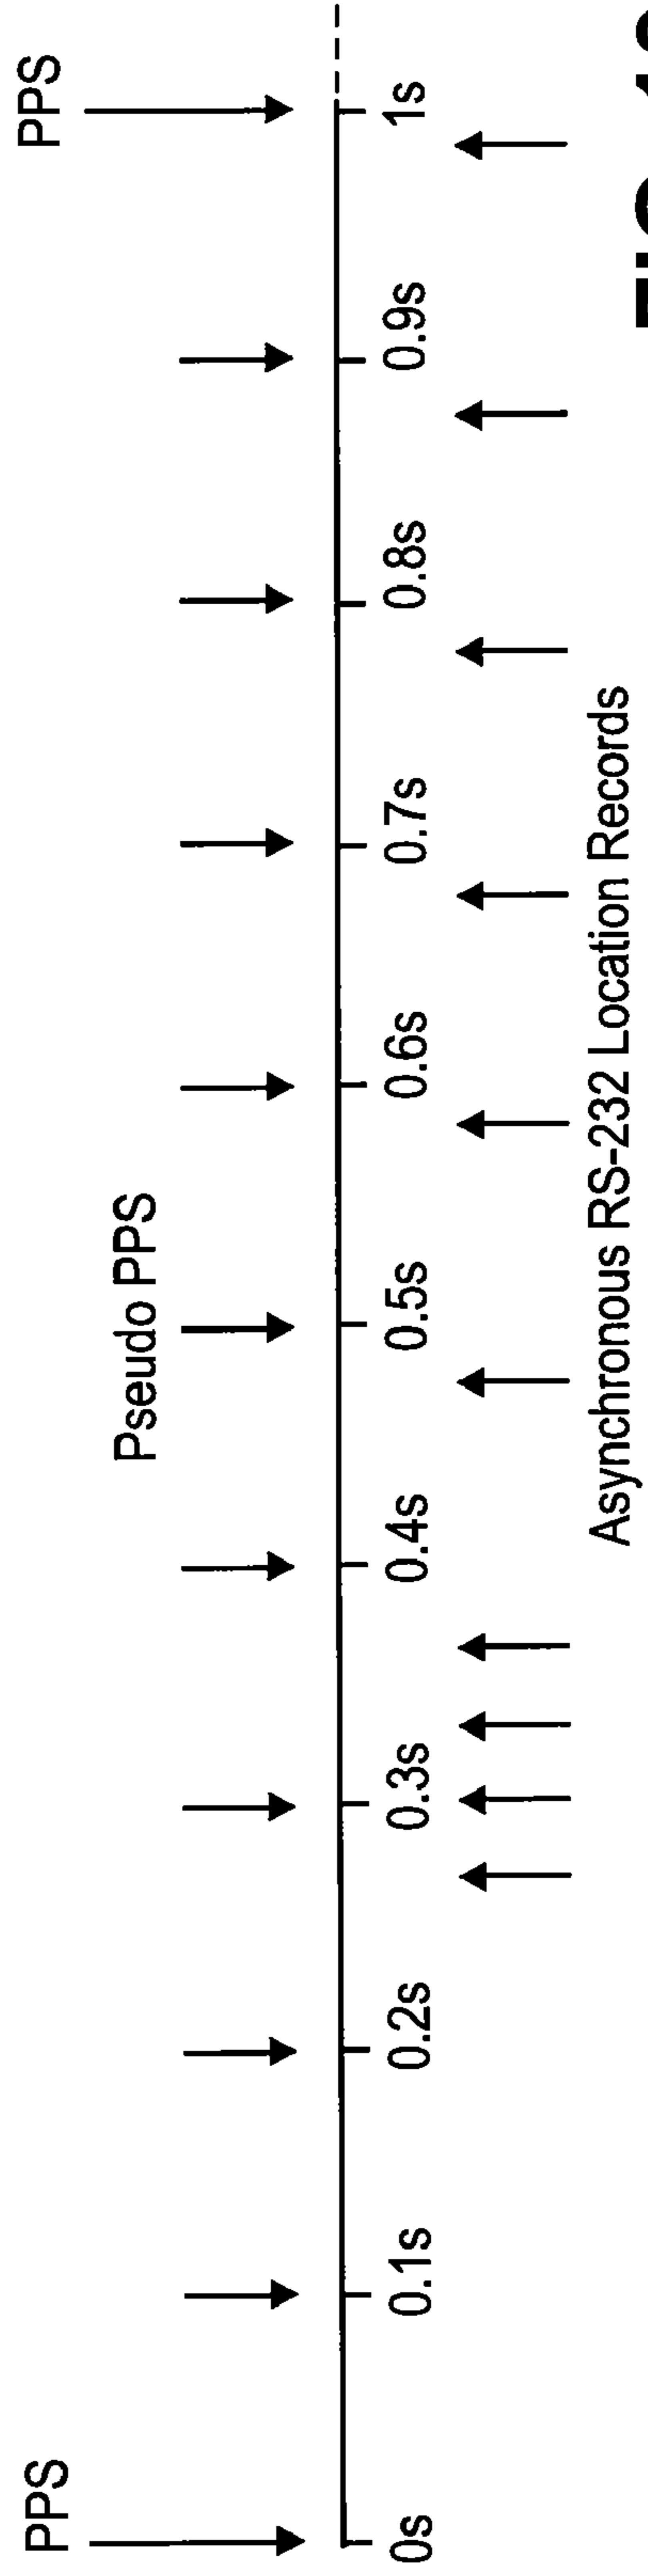 PPS
Pseudo PPS
PPS
0s
0.1s
0.2s
0.3s
0.4s
0.5s
0.6s
0.7s
0.8s
0.9s
1s
Asynchronous RS-232 Location Records